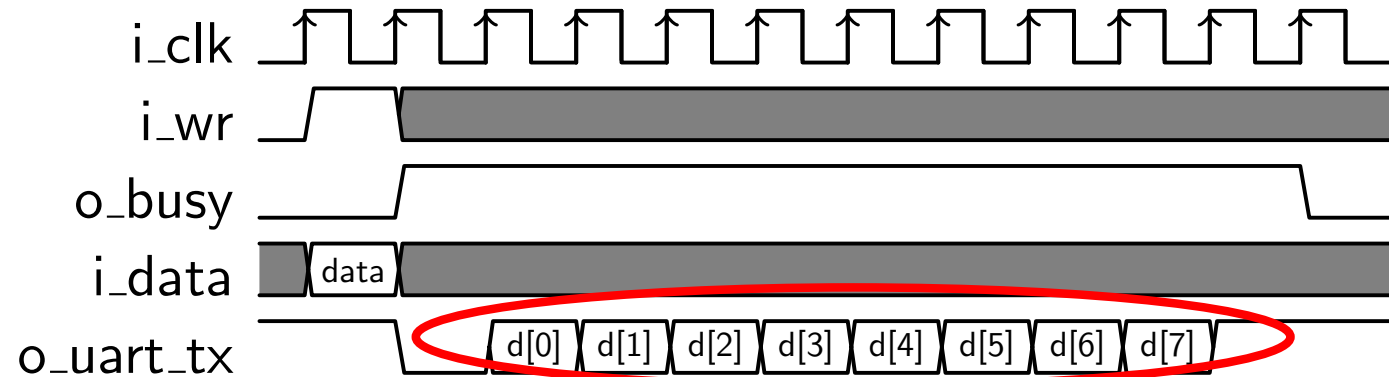 i_clk
i_wr
o_busy
i_data data
o_uart_tx d[0] d[1] d[2] d[3] d[4] d[5] d[6] d[7]